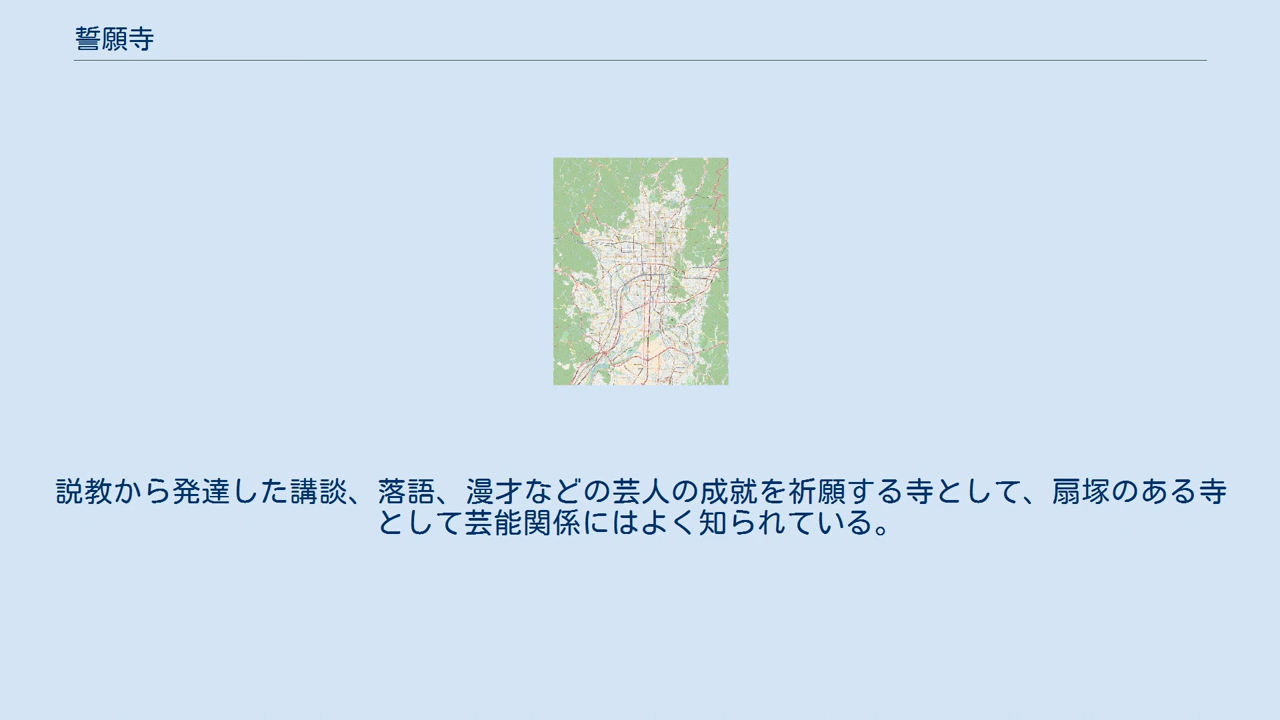 誓願寺
説教から発達した講談、落語、漫才などの芸人の成就を祈願する寺として、扇塚のある寺
として芸能関係にはよく知られている。